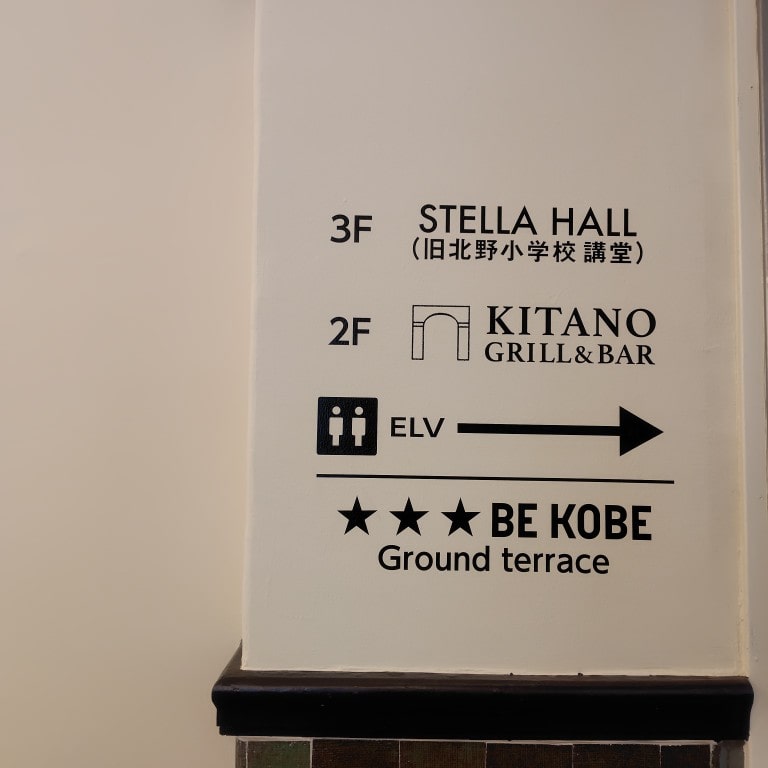 3F STELLA HALL
(旧北野小学校 講堂)
2F KITANO
GRILL&BAR
ELV
★★★BE KOBE
Ground terrace